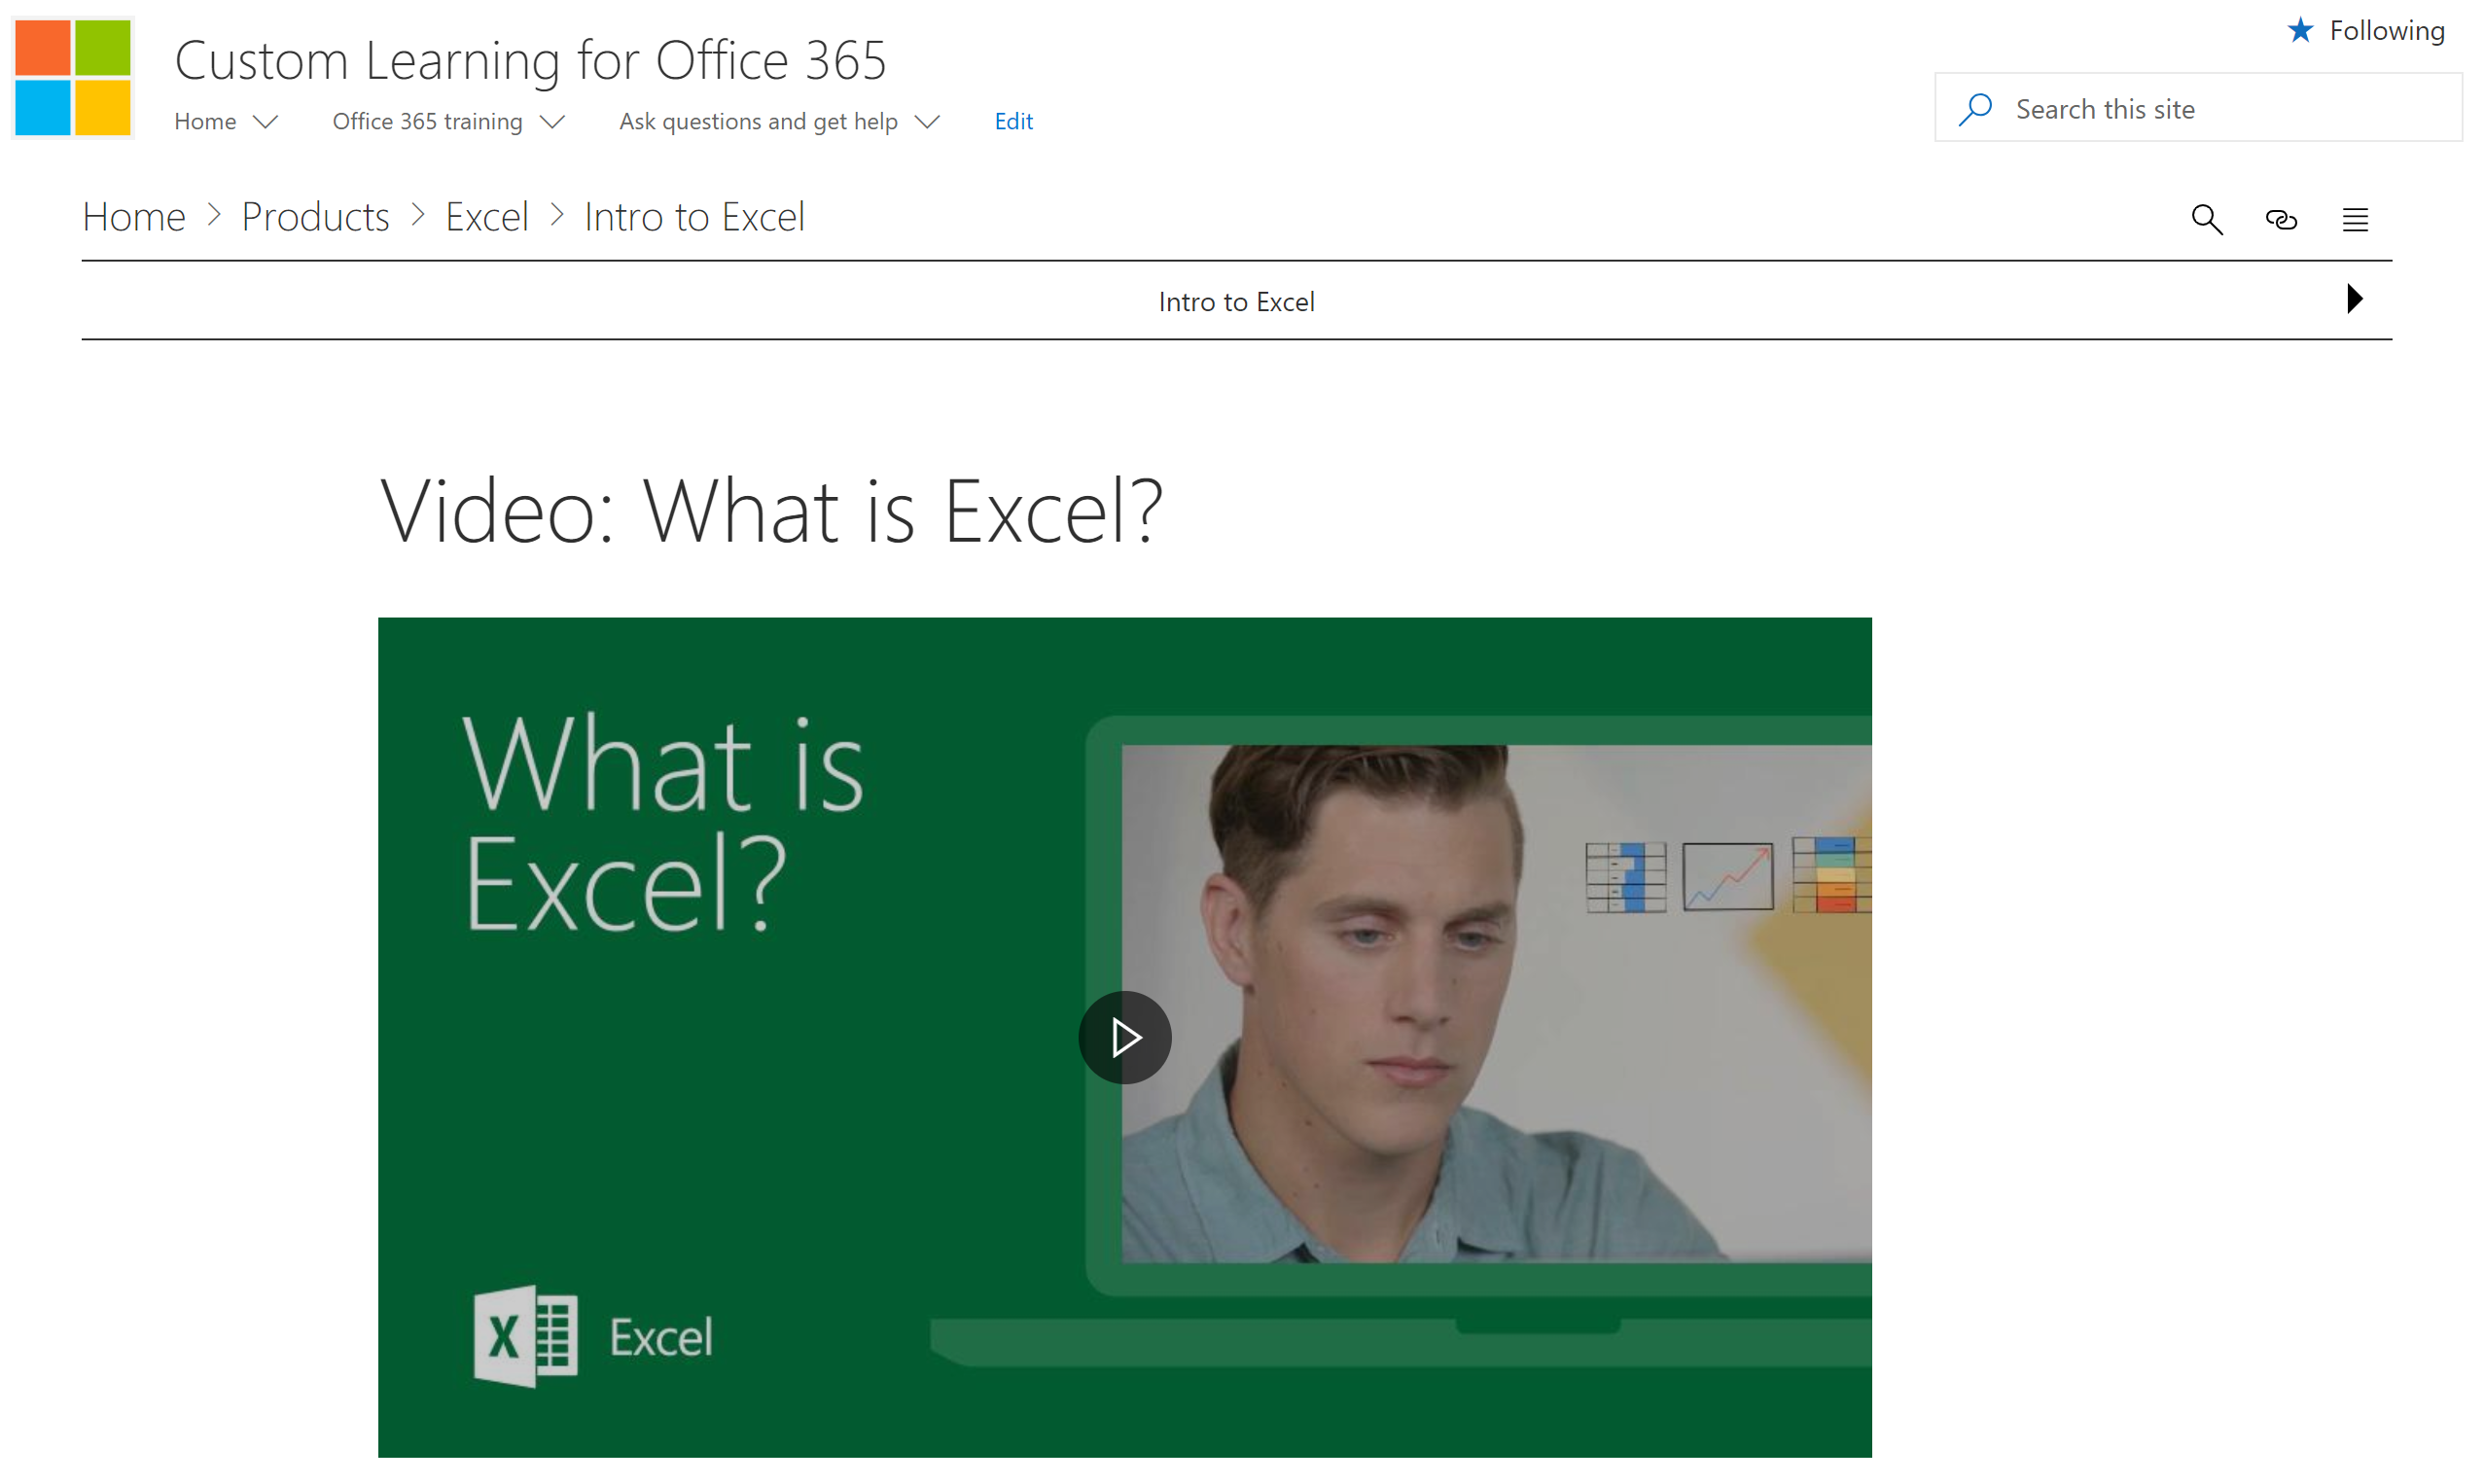 Custom Learning for Office 365
Following
Home Office 365 training Ask questions and get help Edit
Search this site
Home > Products > Excel > Intro to Excel
Intro to Excel
Video: What is Excel?
What is
Excel?
X Excel